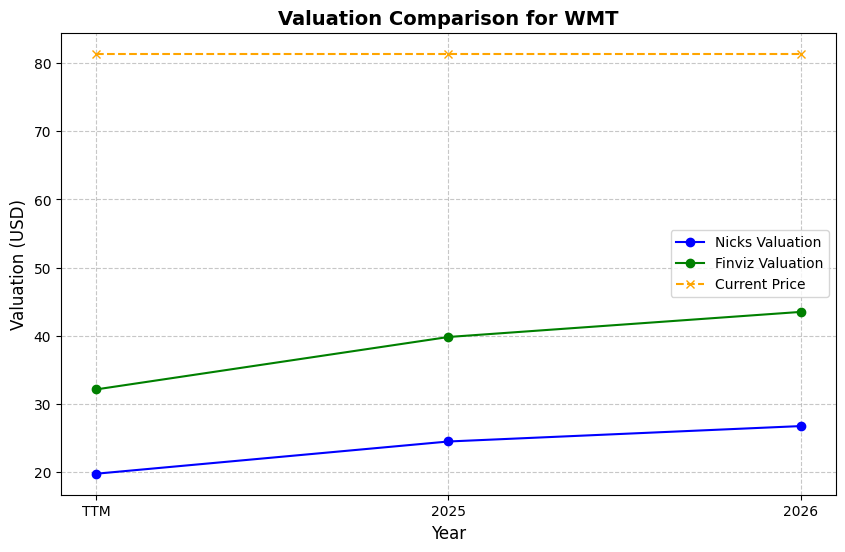 Valuation Comparison for WMT
Valuation (USD)
80
70
60
50
40
30
20
Nicks Valuation
Finviz Valuation
Current Price
TTM 2025 2026
Year